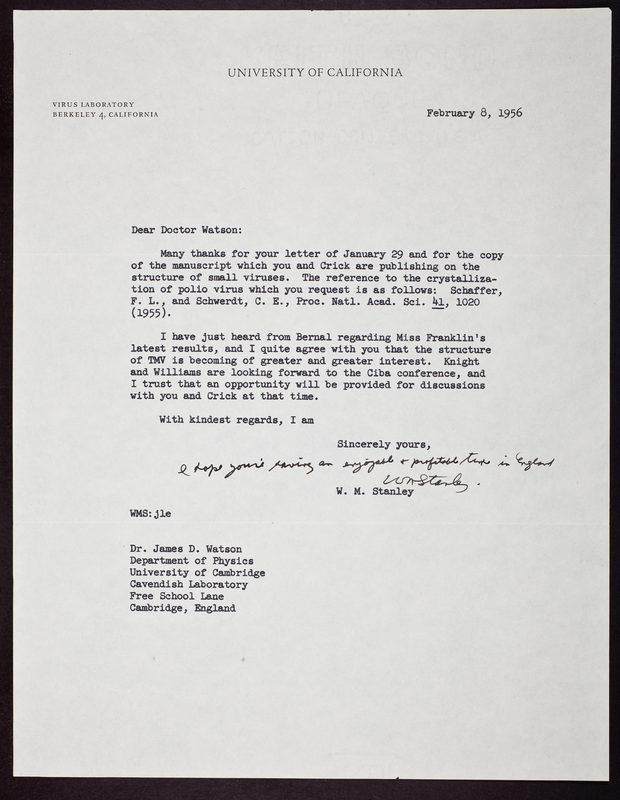 UNIVERSITY OF CALIFORNIA
VIRUS LABORATORY
BERKELEY 4, CALIFORNIA
February 8, 1956
Dear Doctor Watson:
Many thanks for your letter of January 29 and for the copy
of the manuscript which you and Crick are publishing on the
structure of small viruses. The reference to the crystalliza-
tion of polio virus which you request is as follows: Schaffer,
F. L., and Schwerdt, C. E., Proc. Natl. Acad. Sci. 41, 1020
(1955).
I have just heard from Bernal regarding Miss Franklin's
latest results, and I quite agree with you that the structure
of TMV is becoming of greater and greater interest. Knight
and Williams are looking forward to the Ciba conference, and
I trust that an opportunity will be provided for discussions
with you and Crick at that time.
With kindest regards, I am
Sincerely yours,
I hope you're having an enjoyable + profitable time in England
WMStanley.
W. M. Stanley
WMS:jle
Dr. James D. Watson
Department of Physics
University of Cambridge
Cavendish Laboratory
Free School Lane
Cambridge, England